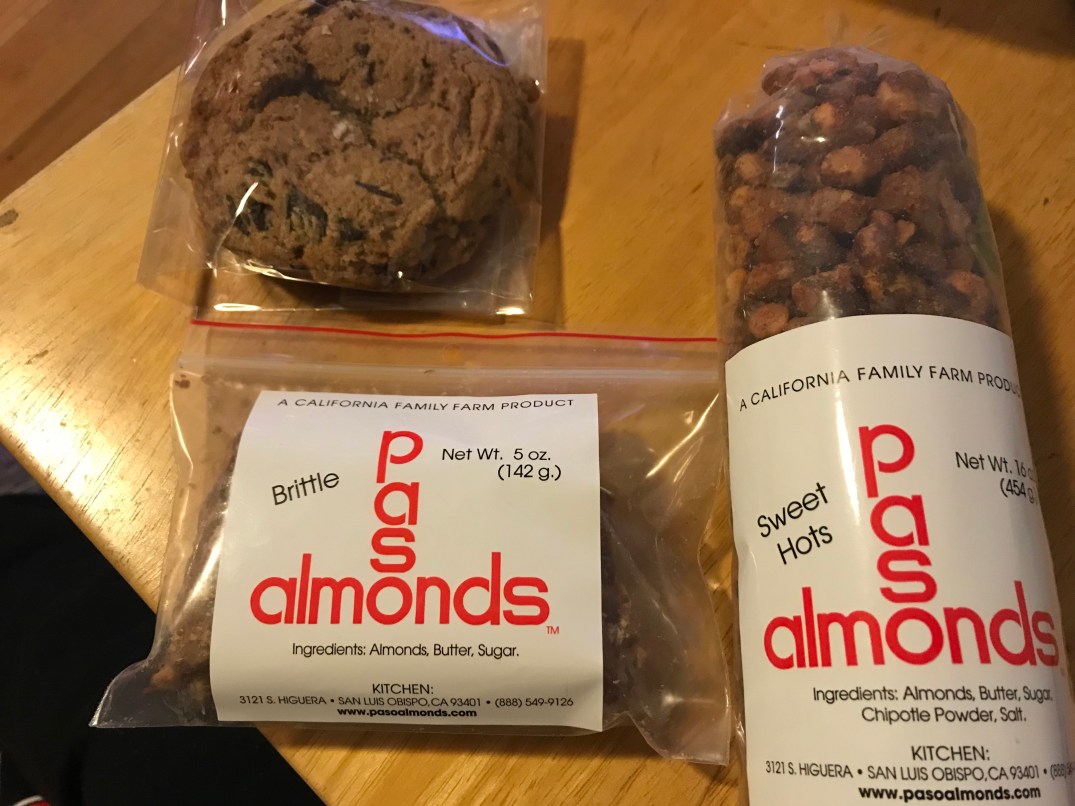 A CALIFORNIA FAMILY FARM PRODUCT
Brittle
Net Wt. 5 oz.
(142 g.)
paso
almonds
TM
Ingredients: Almonds, Butter, Sugar.
KITCHEN:
3121 S. HIGUERA • SAN LUIS OBISPO, CA 93401 • (888) 549-9126
www.pasoalmonds.com
A CALIFORNIA FAMILY FARM
Sweet
Hots
Net Wt. 16
(454 g
paso
almonds
Ingredients: Almonds, Butter, Sugar,
Chipotle Powder, Salt.
KITCHEN:
3121 S. HIGUERA • SAN LUIS OBISPO, CA 93401 •
www.pasoalmonds.com